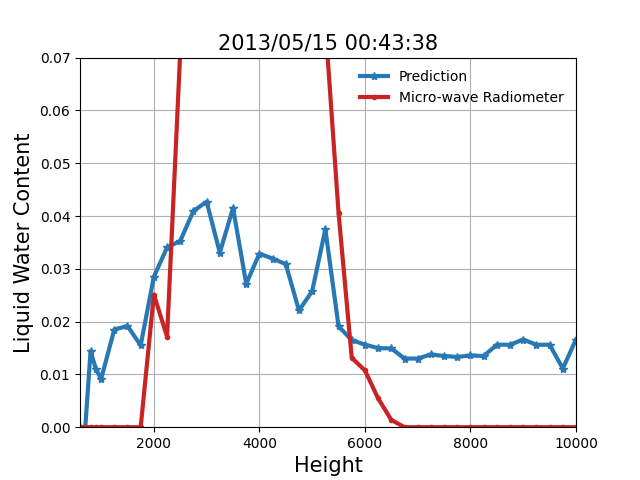 2013/05/15 00:43:38
0.07
0.06
0.05
0.04
0.03
0.02
0.01
0.00
Liquid Water Content
Prediction
Micro-wave Radiometer
2000 4000 6000 8000 10000
Height